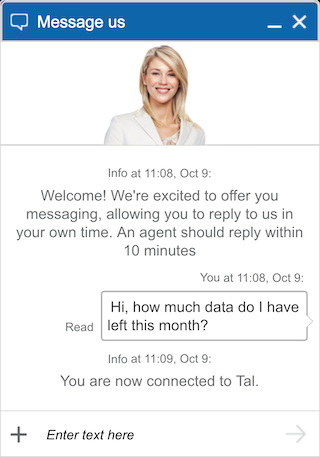 Message us
Info at 11:08, Oct 9:
Welcome! We're excited to offer you
messaging, allowing you to reply to us in
your own time. An agent should reply within
10 minutes
You at 11:08, Oct 9:
Hi, how much data do I have
left this month?
Read
Info at 11:09, Oct 9:
You are now connected to Tal.
Enter text here